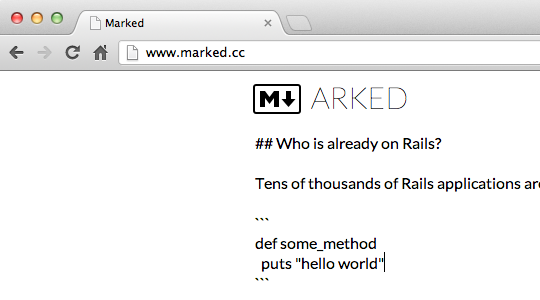 Marked
www.marked.cc
M↓ ARKED
## Who is already on Rails?
Tens of thousands of Rails applications are
```
def some_method
  puts "hello world"
```